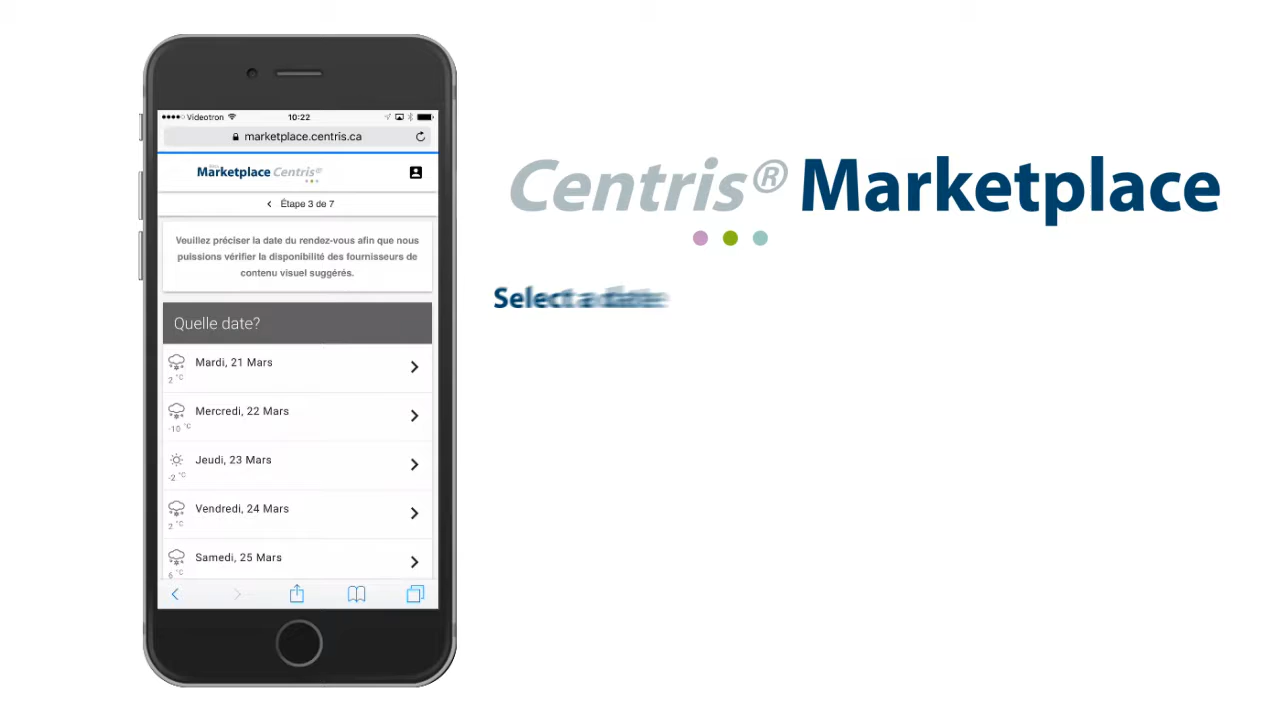 ●●●●○ Videotron 10:22
marketplace.centris.ca
Marketplace Centris®
Étape 3 de 7
Veuillez préciser la date du rendez-vous afin que nous
puissions vérifier la disponibilité des fournisseurs de
contenu visuel suggérés.
Quelle date?
Mardi, 21 Mars
2 °C
Mercredi, 22 Mars
-10 °C
Jeudi, 23 Mars
-2 °C
Vendredi, 24 Mars
2 °C
Samedi, 25 Mars
6 °C
Centris® Marketplace
Select a date